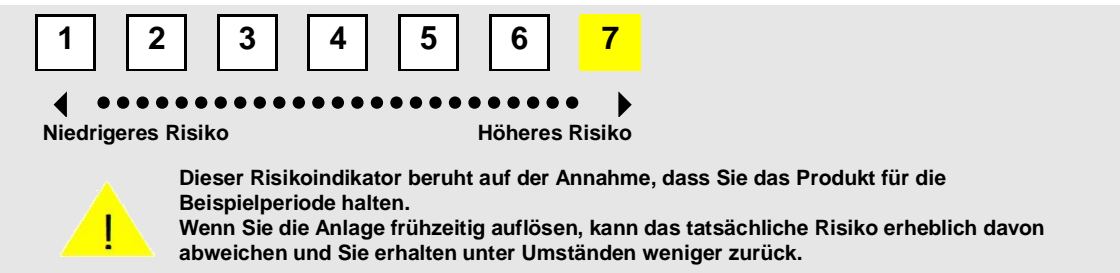 1 2 3 4 5 6 7
Niedrigeres Risiko Höheres Risiko
Dieser Risikoindikator beruht auf der Annahme, dass Sie das Produkt für die
Beispielperiode halten.
Wenn Sie die Anlage frühzeitig auflösen, kann das tatsächliche Risiko erheblich davon
abweichen und Sie erhalten unter Umständen weniger zurück.
!